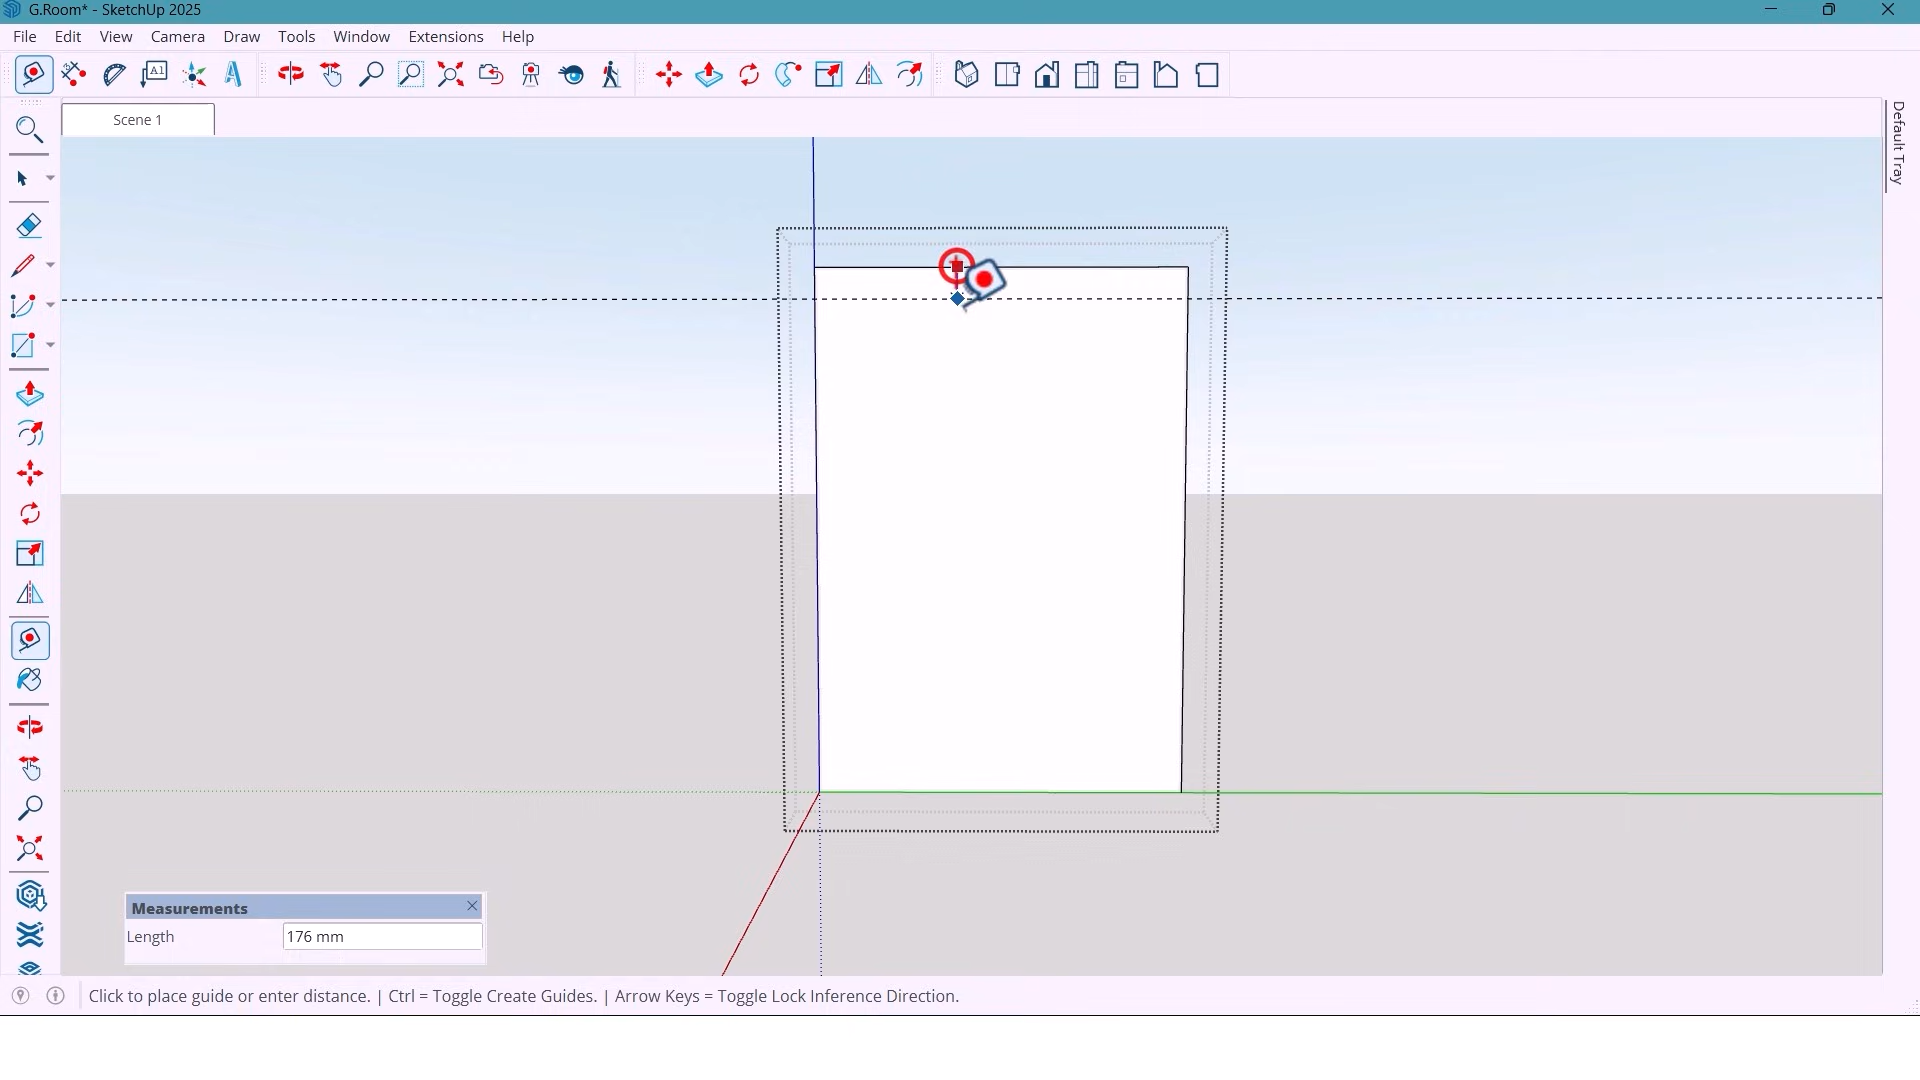 G.Room* - SketchUp 2025
File Edit View Camera Draw Tools Window Extensions Help
A1
Scene 1
Default Tray
Measurements
Length 176 mm
Click to place guide or enter distance. | Ctrl = Toggle Create Guides. | Arrow Keys = Toggle Lock Inference Direction.